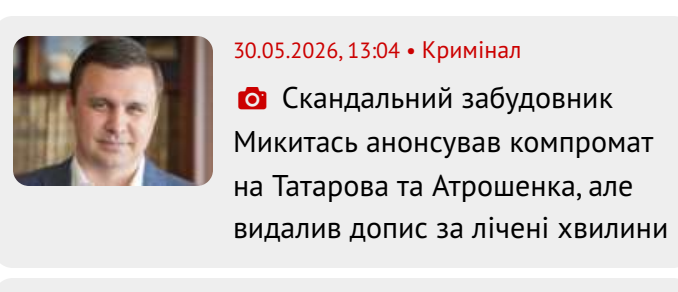 30.05.2026, 13:04 • Кримінал
Скандальний забудовник
Микитась анонсував компромат
на Татарова та Атрошенка, але
видалив допис за лічені хвилини